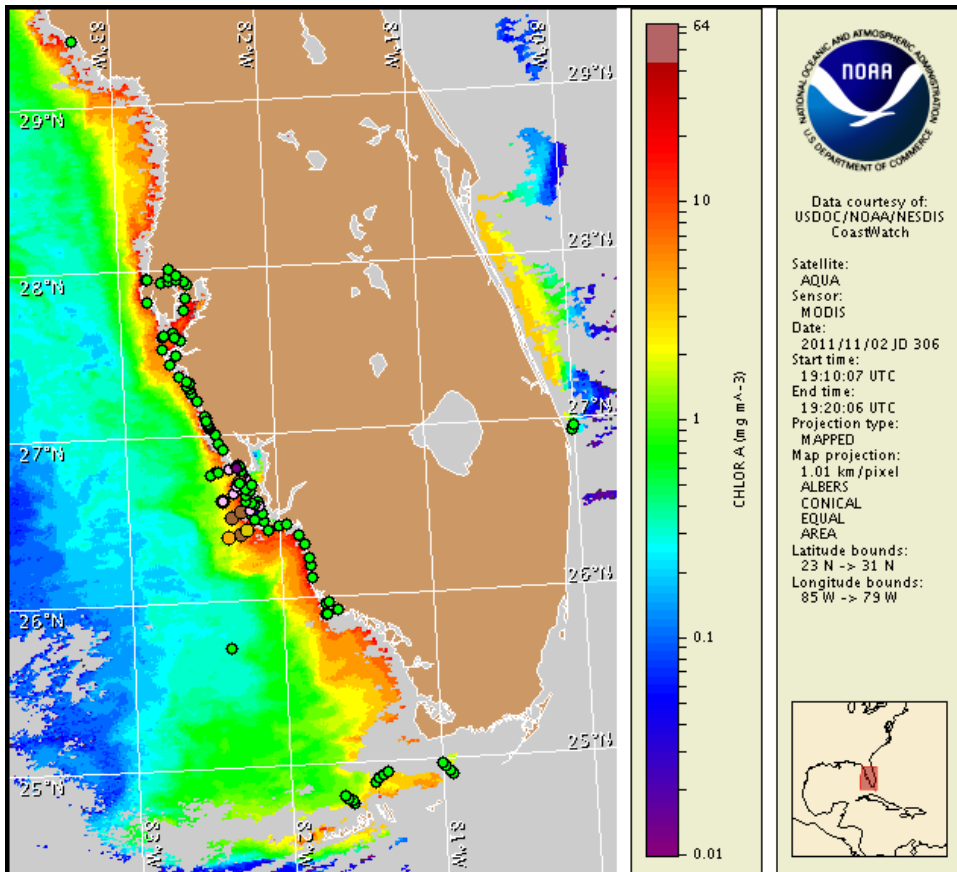 83°W
82°W
81°W
80°W
29°N
29°N
28°N
28°N
27°N
27°N
26°N
26°N
25°N
25°N
83°W
82°W
81°W
64
10
1
0.1
0.01
CHLOR A (mg m^-3)
NATIONAL OCEANIC AND ATMOSPHERIC ADMINISTRATION
NOAA
U.S. DEPARTMENT OF COMMERCE
Data courtesy of:
USDOC/NOAA/NESDIS
CoastWatch
Satellite:
AQUA
Sensor:
MODIS
Date:
2011/11/02 JD 306
Start time:
19:10:07 UTC
End time:
19:20:06 UTC
Projection type:
MAPPED
Map projection:
1.01 km/pixel
ALBERS
CONICAL
EQUAL
AREA
Latitude bounds:
23 N -> 31 N
Longitude bounds:
85 W -> 79 W